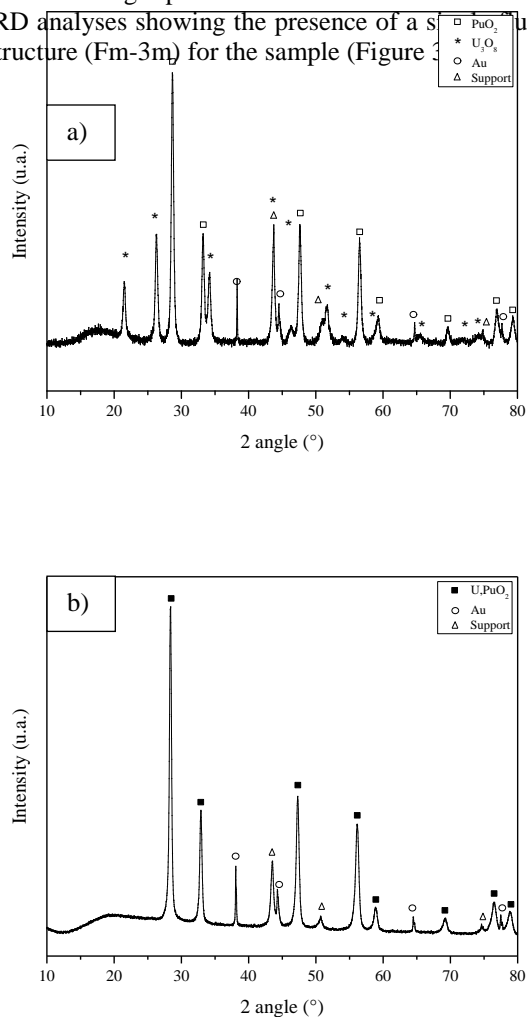 RD analyses showing the presence of a si
tructure (Fm-3m) for the sample (Figure 3
□ PuO₂
* U₃O₈
○ Au
△ Support
a)
Intensity (u.a.)
10 20 30 40 50 60 70 80
2 angle (°)
b)
■ U,PuO₂
○ Au
△ Support
Intensity (u.a.)
10 20 30 40 50 60 70 80
2 angle (°)